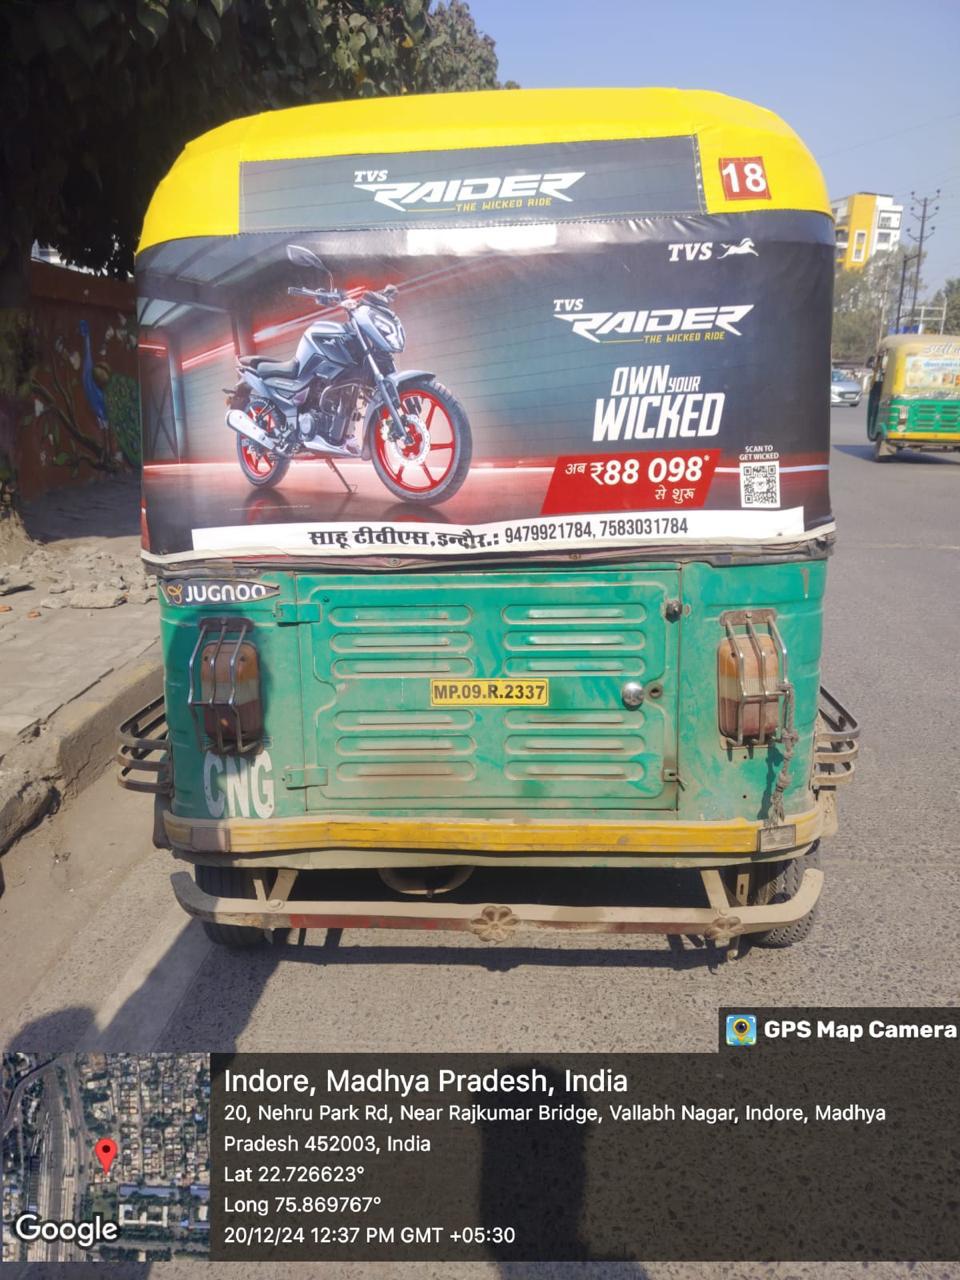 TVS
RAIDER
THE WICKED RIDE
18
TVS
TVS
RAIDER
THE WICKED RIDE
OWN YOUR
WICKED
अब ₹88 098*
से शुरू
SCAN TO
GET WICKED
साहू टीवीएस, इन्दौर.: 9479921784, 7583031784
JUGNOO
MP.09.R.2337
CNG
GPS Map Camera
Indore, Madhya Pradesh, India
20, Nehru Park Rd, Near Rajkumar Bridge, Vallabh Nagar, Indore, Madhya
Pradesh 452003, India
Lat 22.726623°
Long 75.869767°
20/12/24 12:37 PM GMT +05:30
Google